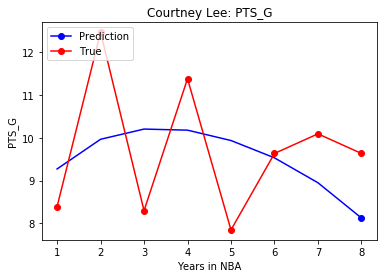 Courtney Lee: PTS_G
Prediction
True
PTS_G
12
11
10
9
8
1 2 3 4 5 6 7 8
Years in NBA